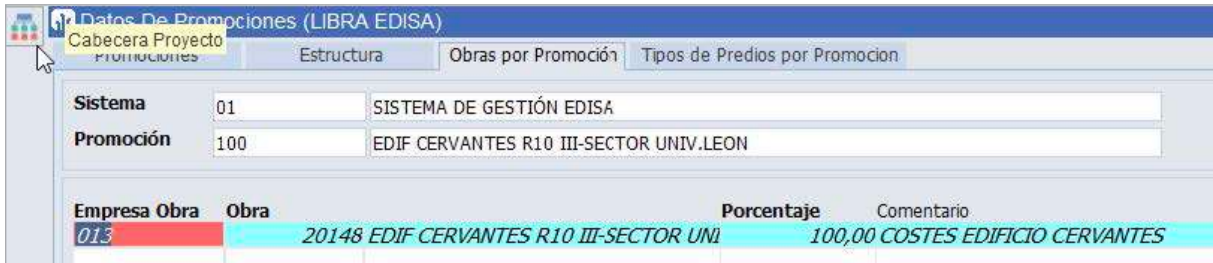 Datos De Promociones (LIBRA EDISA)
Cabecera Proyecto
Promociones Estructura Obras por Promoción Tipos de Predios por Promocion
Sistema 01 SISTEMA DE GESTIÓN EDISA
Promoción 100 EDIF CERVANTES R10 III-SECTOR UNIV.LEON
Empresa Obra Obra Porcentaje Comentario
013 20148 EDIF CERVANTES R10 III-SECTOR UNI 100,00 COSTES EDIFICIO CERVANTES